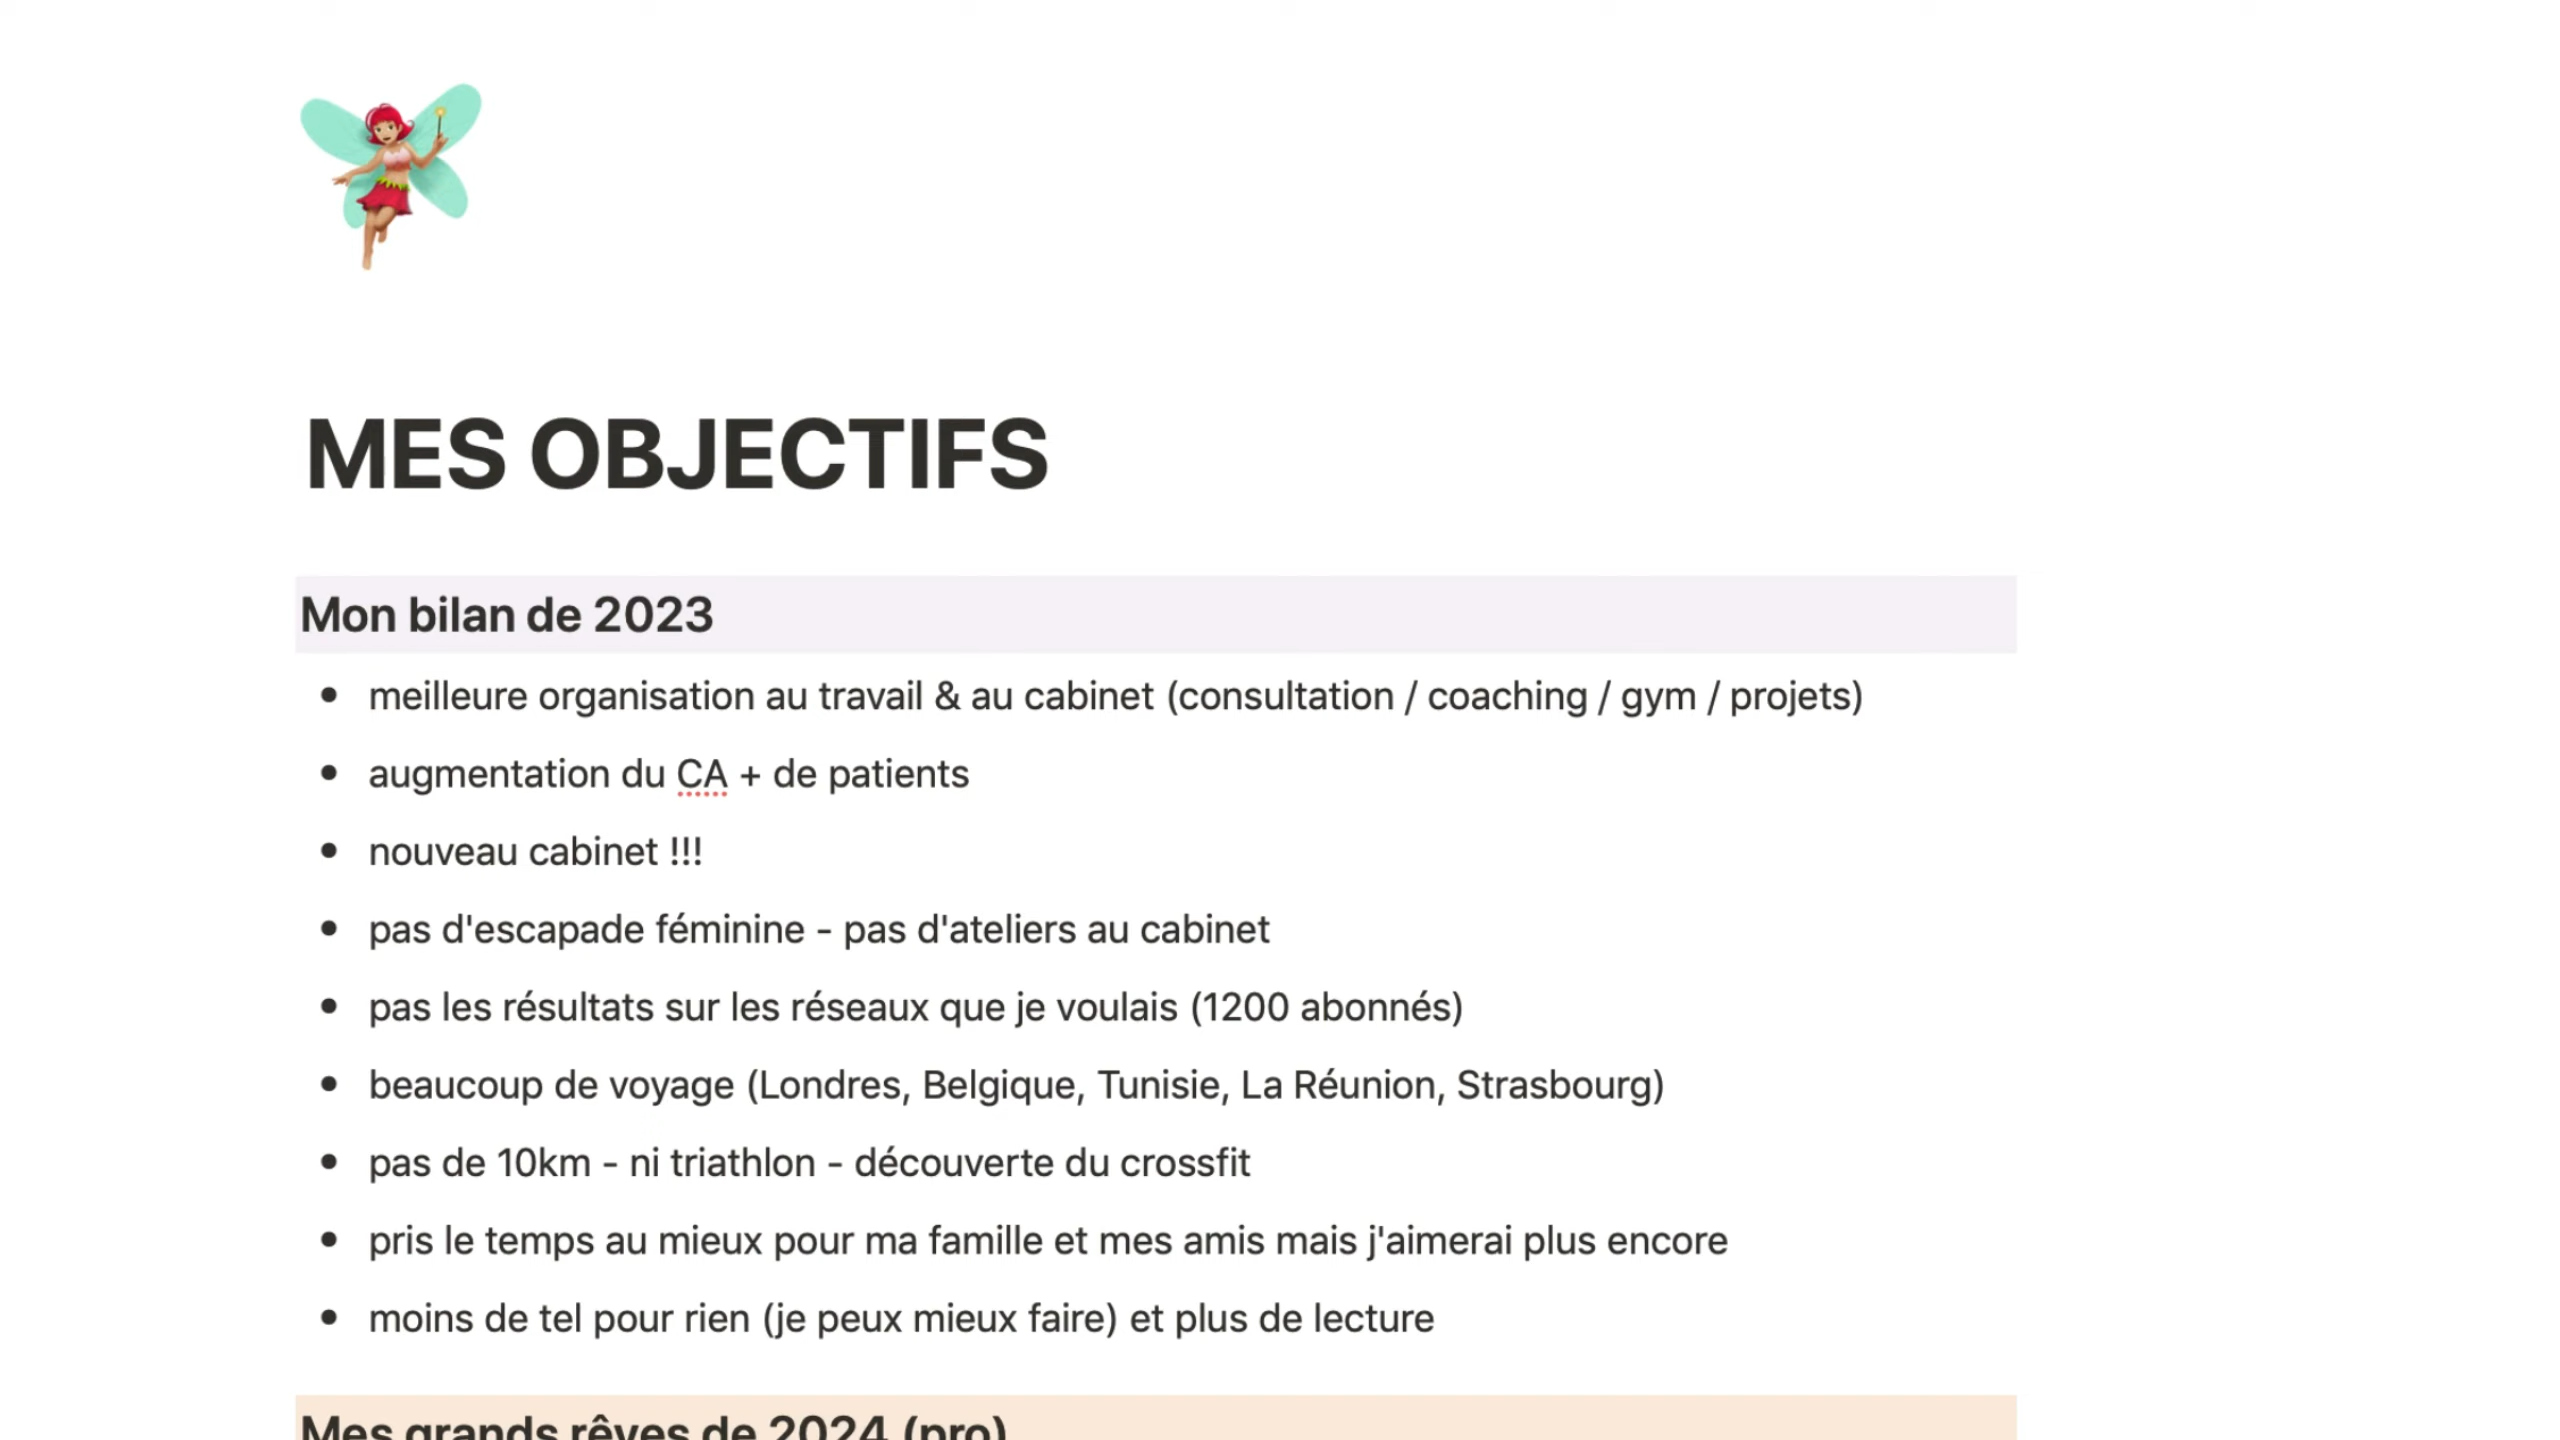 MES OBJECTIFS
Mon bilan de 2023
meilleure organisation au travail & au cabinet (consultation / coaching / gym / projets)
augmentation du CA + de patients
nouveau cabinet !!!
pas d'escapade féminine - pas d'ateliers au cabinet
pas les résultats sur les réseaux que je voulais (1200 abonnés)
beaucoup de voyage (Londres, Belgique, Tunisie, La Réunion, Strasbourg)
pas de 10km - ni triathlon - découverte du crossfit
pris le temps au mieux pour ma famille et mes amis mais j'aimerai plus encore
moins de tel pour rien (je peux mieux faire) et plus de lecture
Mes grands rêves de 2024 (pro)